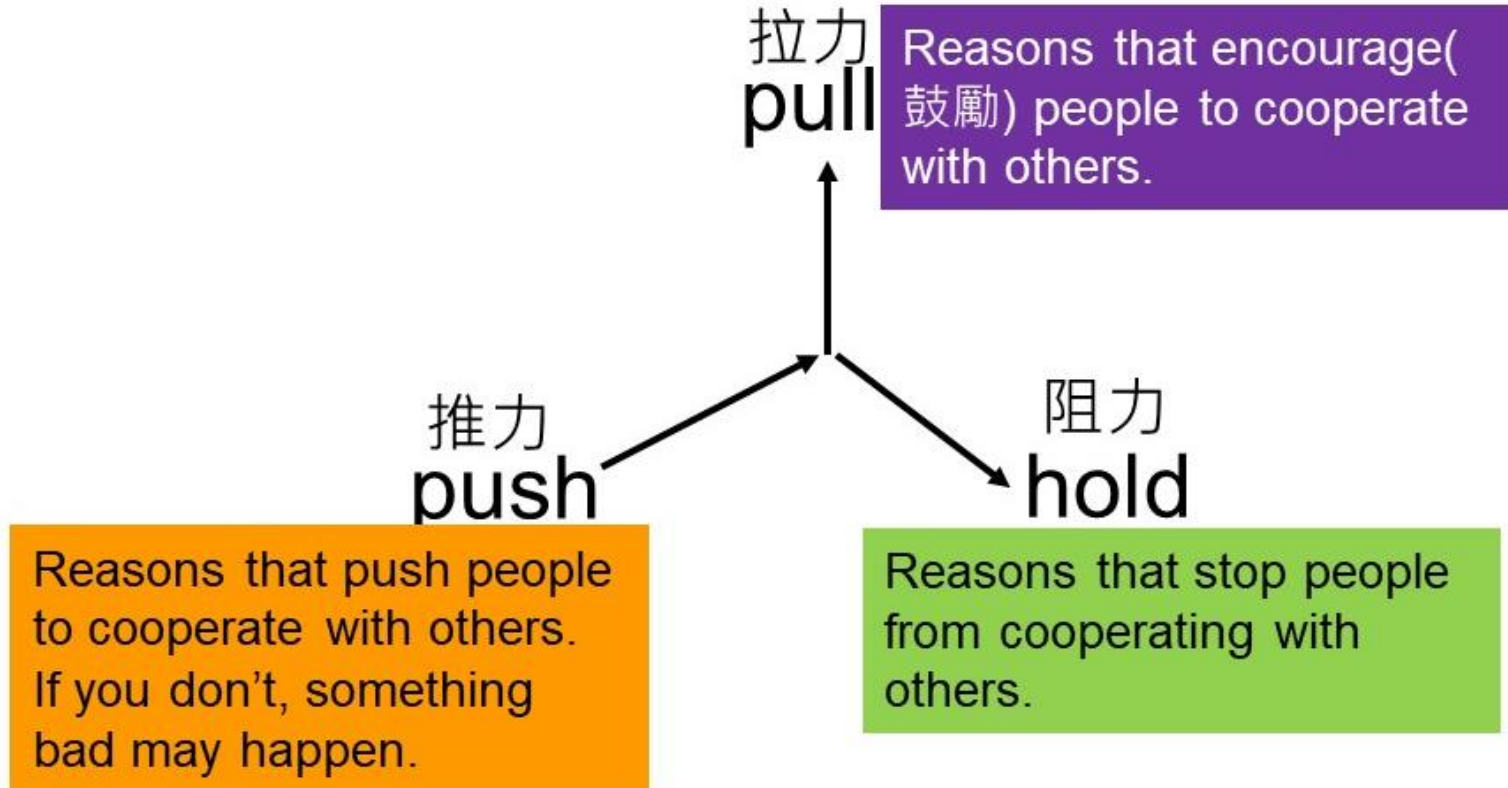 拉力
pull
Reasons that encourage(
鼓勵) people to cooperate
with others.
推力
push
Reasons that push people
to cooperate with others.
If you don’t, something
bad may happen.
阻力
hold
Reasons that stop people
from cooperating with
others.